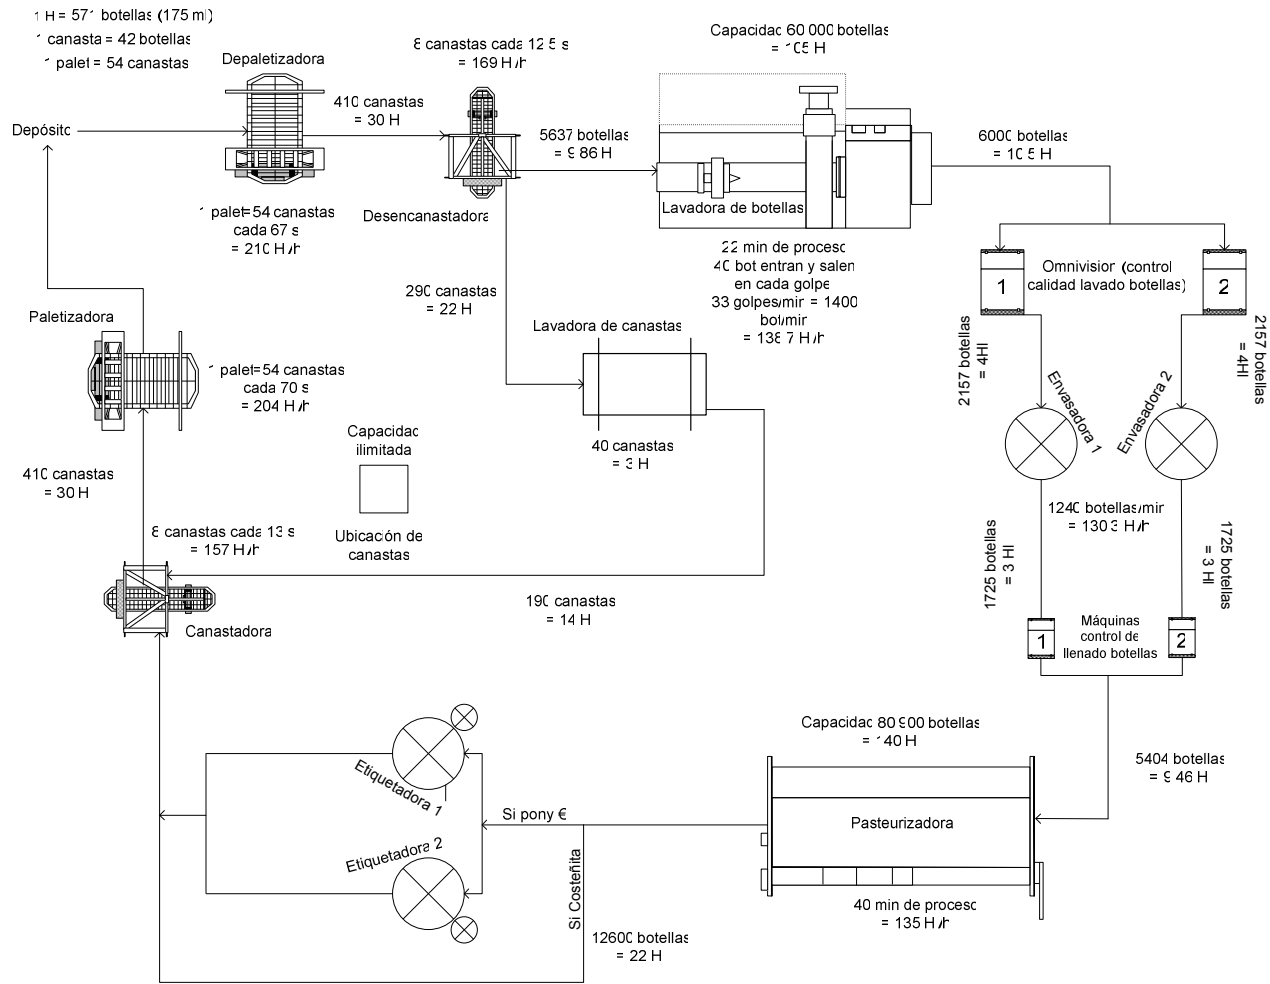 1 H = 571 botellas (175 ml)
1 canasta = 42 botellas
1 palet = 54 canastas
Depaletizadora
8 canastas cada 12.5 s
= 169 H/h
Capacidad 60.000 botellas
= 105 H
410 canastas
= 30 H
Depósito
5637 botellas
= 9.86 H
6000 botellas
= 10.5 H
1 palet=54 canastas
cada 67 s
= 210 H/h
Desencanastadora
Lavadora de botellas
22 min de proceso
40 bot entran y salen
en cada golpe
33 golpes/min = 1400
bot/min
= 138.7 H/h
1
Omnivision (control
calidad lavado botellas)
2
290 canastas
= 22 H
Lavadora de canastas
2157 botellas
= 4Hl
2157 botellas
= 4Hl
Paletizadora
1 palet=54 canastas
cada 70 s
= 204 H/h
Envasadora 1
Envasadora 2
Capacidad
ilimitada
40 canastas
= 3 H
410 canastas
= 30 H
Ubicación de
canastas
8 canastas cada 13 s
= 157 H/h
1240 botellas/min
= 130.3 H/h
1725 botellas
= 3 Hl
1725 botellas
= 3 Hl
190 canastas
= 14 H
Canastadora
1
Máquinas
control de
llenado botellas
2
Capacidad 80.900 botellas
= 140 H
5404 botellas
= 9.46 H
Etiquetadora 1
Si pony €
Pasteurizadora
Etiquetadora 2
Si Costeñita
40 min de proceso
= 135 H/h
12600 botellas
= 22 H